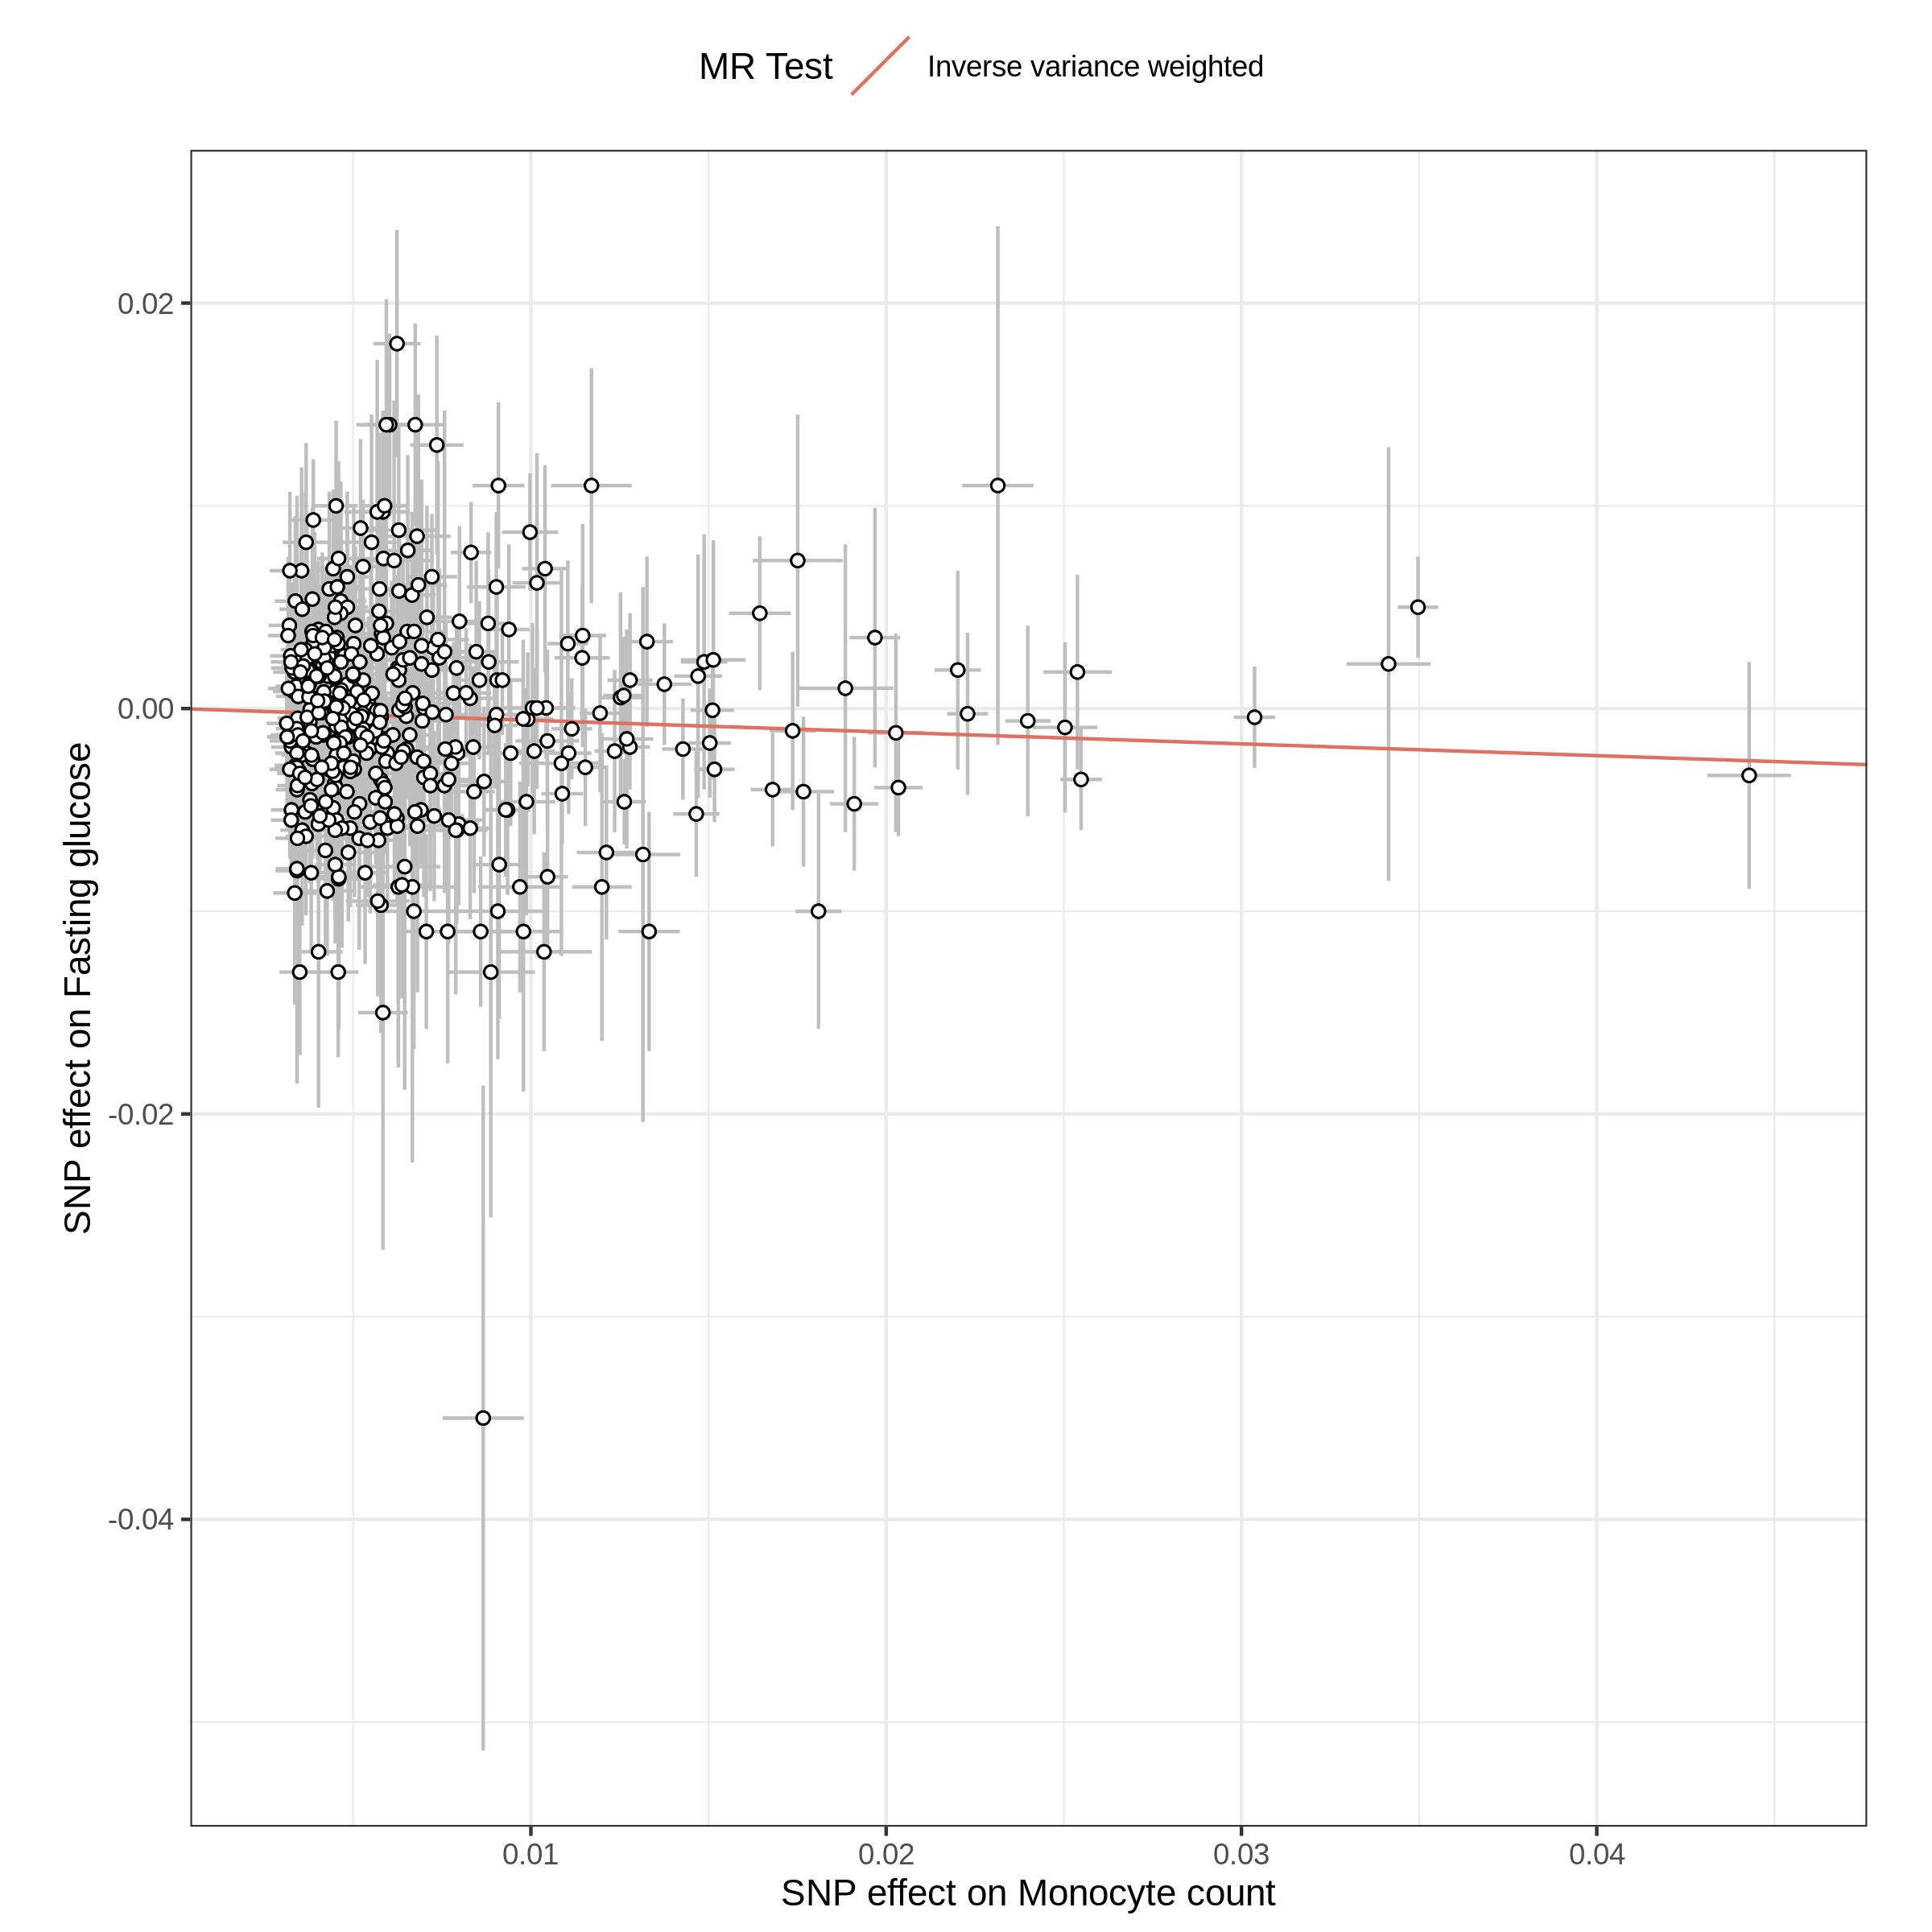 MR Test
Inverse variance weighted
0.02
0.00
-0.02
-0.04
SNP effect on Fasting glucose
0.01
0.02
0.03
0.04
SNP effect on Monocyte count